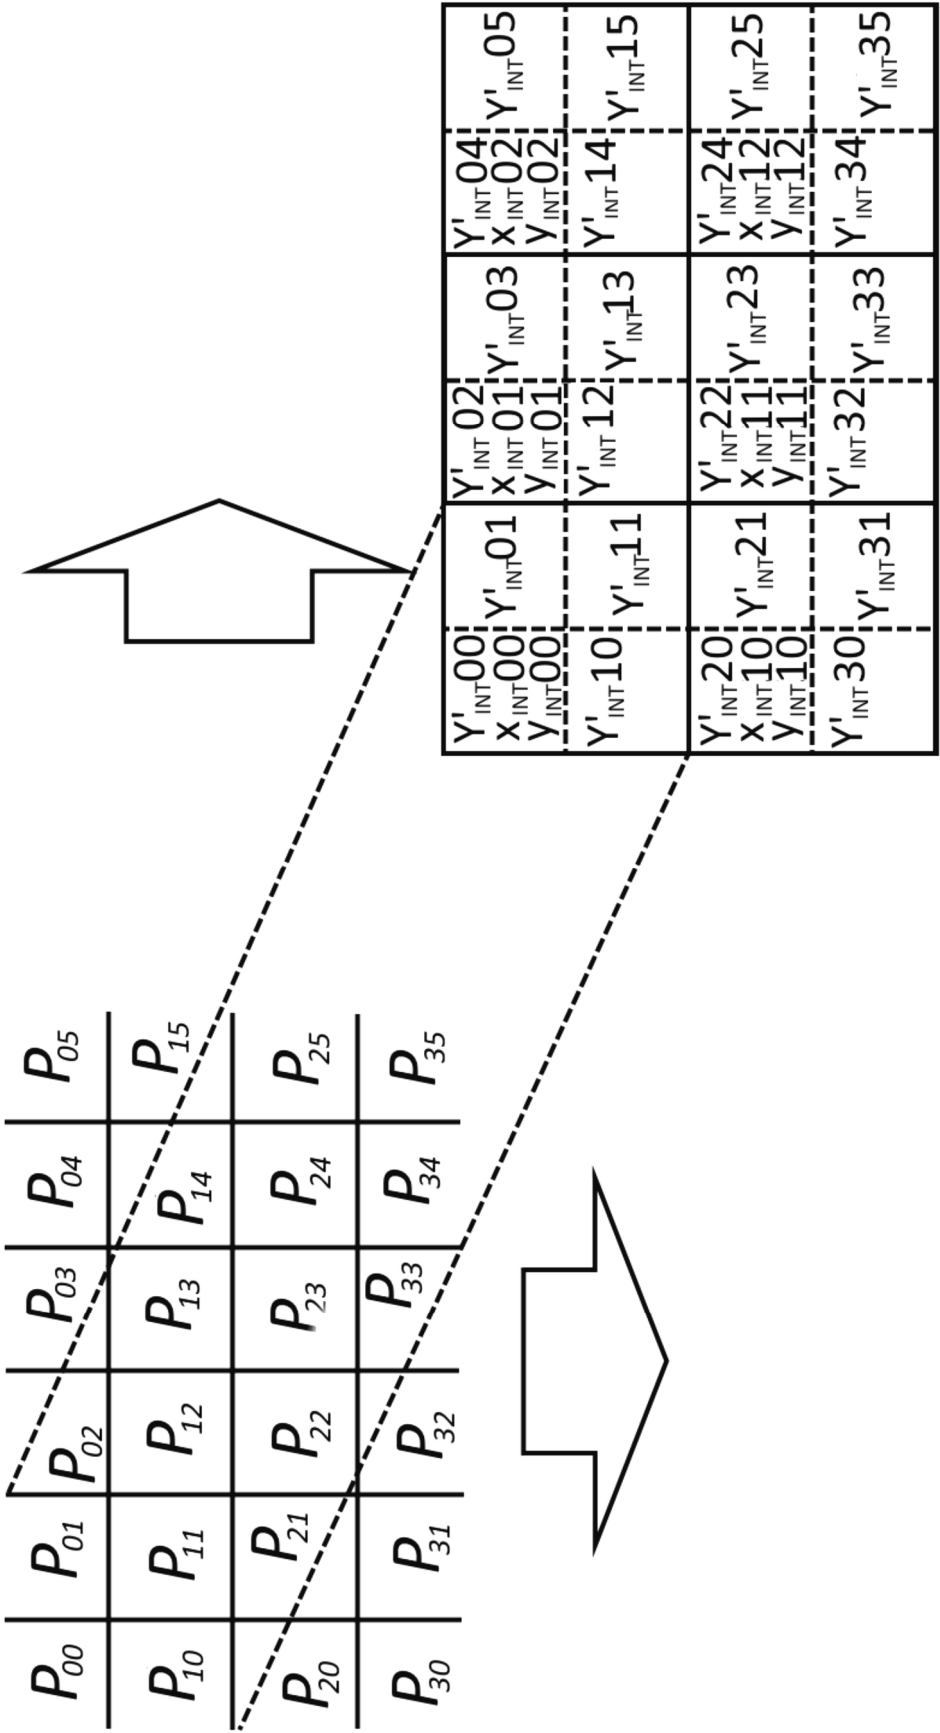 P00 P01 P02 P03 P04 P05
P10 P11 P12 P13 P14 P15
P20 P21 P22 P23 P24 P25
P30 P31 P32 P33 P34 P35
Y'INT00 Y'INT01 Y'INT02 Y'INT03 Y'INT04 Y'INT05
xINT00 xINT01 xINT02
yINT00 yINT01 yINT02
Y'INT10 Y'INT11 Y'INT12 Y'INT13 Y'INT14 Y'INT15
Y'INT20 Y'INT21 Y'INT22 Y'INT23 Y'INT24 Y'INT25
xINT10 xINT11 xINT12
yINT10 yINT11 yINT12
Y'INT30 Y'INT31 Y'INT32 Y'INT33 Y'INT34 Y'INT35